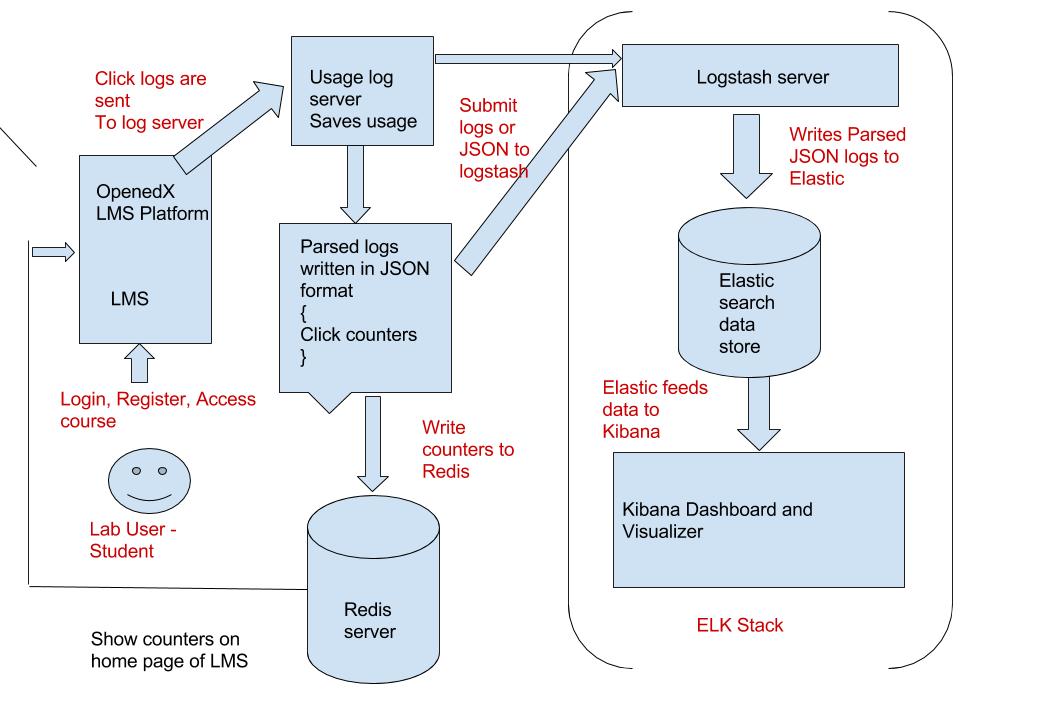 Click logs are
sent
To log server
Usage log
server
Saves usage
Logstash server
Submit
logs or
JSON to
logstash
Writes Parsed
JSON logs to
Elastic
OpenedX
LMS Platform
LMS
Parsed logs
written in JSON
format
{
Click counters
}
Elastic
search
data
store
Login, Register, Access
course
Elastic feeds
data to
Kibana
Write
counters to
Redis
Lab User -
Student
Kibana Dashboard and
Visualizer
Redis
server
ELK Stack
Show counters on
home page of LMS